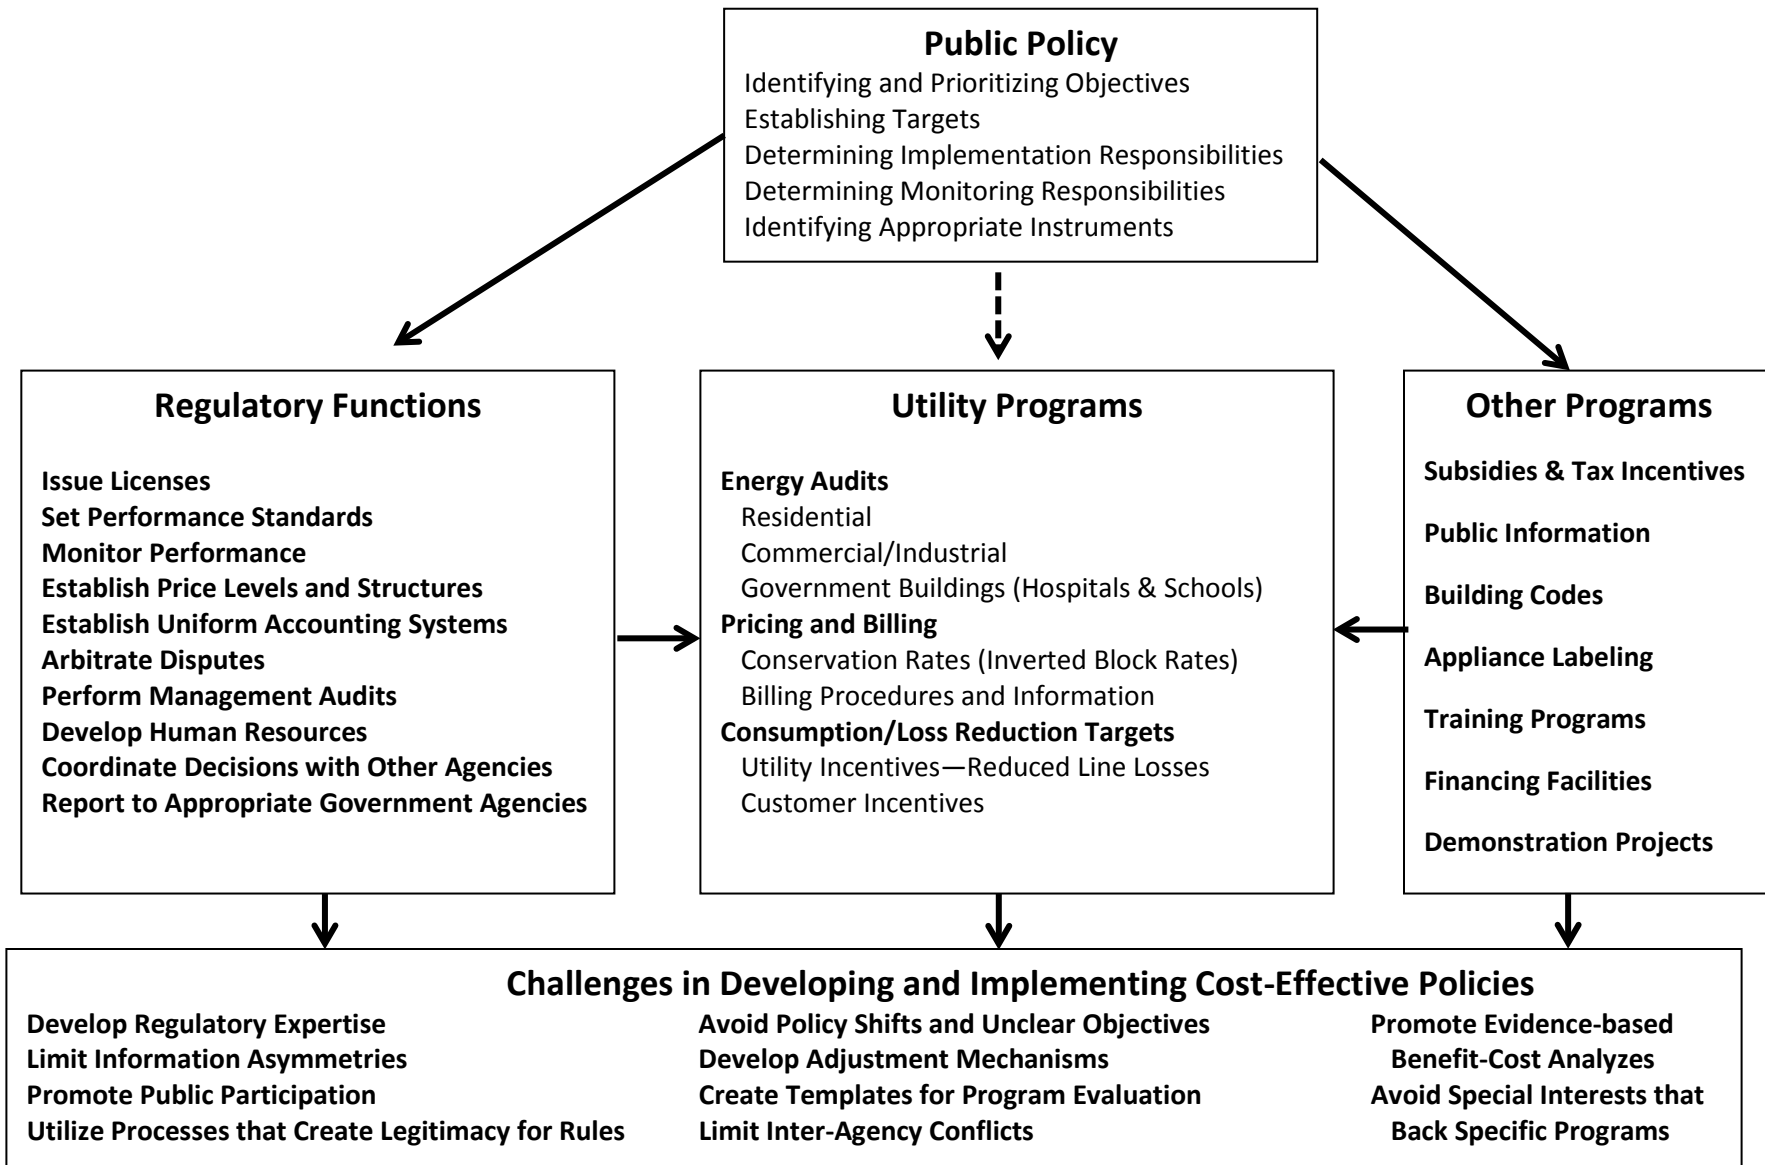 Public Policy
Identifying and Prioritizing Objectives
Establishing Targets
Determining Implementation Responsibilities
Determining Monitoring Responsibilities
Identifying Appropriate Instruments
Regulatory Functions
Issue Licenses
Set Performance Standards
Monitor Performance
Establish Price Levels and Structures
Establish Uniform Accounting Systems
Arbitrate Disputes
Perform Management Audits
Develop Human Resources
Coordinate Decisions with Other Agencies
Report to Appropriate Government Agencies
Utility Programs
Energy Audits
Residential
Commercial/Industrial
Government Buildings (Hospitals & Schools)
Pricing and Billing
Conservation Rates (Inverted Block Rates)
Billing Procedures and Information
Consumption/Loss Reduction Targets
Utility Incentives—Reduced Line Losses
Customer Incentives
Other Programs
Subsidies & Tax Incentives
Public Information
Building Codes
Appliance Labeling
Training Programs
Financing Facilities
Demonstration Projects
Challenges in Developing and Implementing Cost-Effective Policies
Develop Regulatory Expertise
Limit Information Asymmetries
Promote Public Participation
Utilize Processes that Create Legitimacy for Rules
Avoid Policy Shifts and Unclear Objectives
Develop Adjustment Mechanisms
Create Templates for Program Evaluation
Limit Inter-Agency Conflicts
Promote Evidence-based
Benefit-Cost Analyzes
Avoid Special Interests that
Back Specific Programs